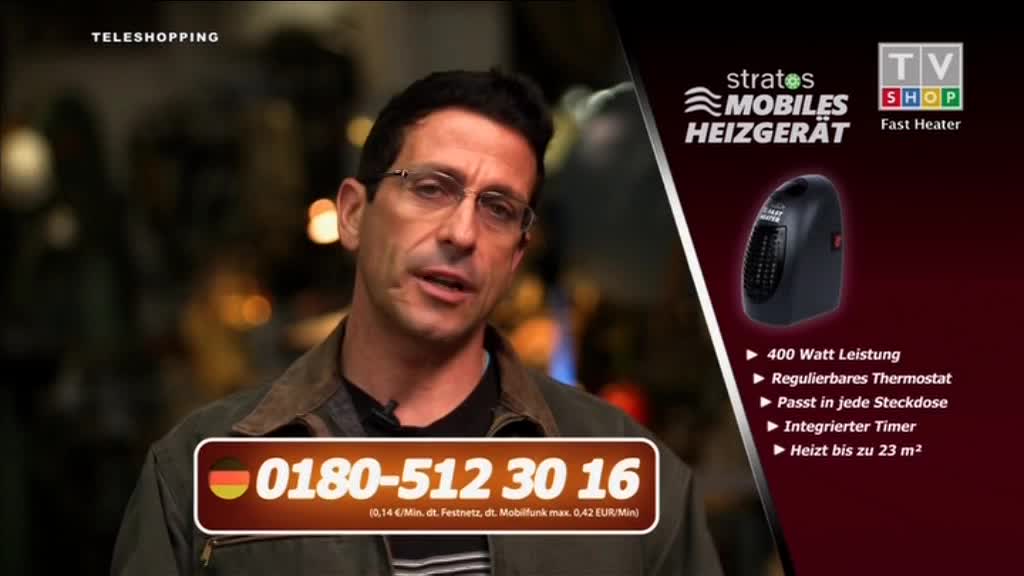 TELESHOPPING
stratos
MOBILES
HEIZGERÄT
TV
SHOP
Fast Heater
FAST
HEATER
► 400 Watt Leistung
► Regulierbares Thermostat
► Passt in jede Steckdose
► Integrierter Timer
► Heizt bis zu 23 m²
0180-512 30 16
(0,14 €/Min. dt. Festnetz, dt. Mobilfunk max. 0,42 EUR/Min)